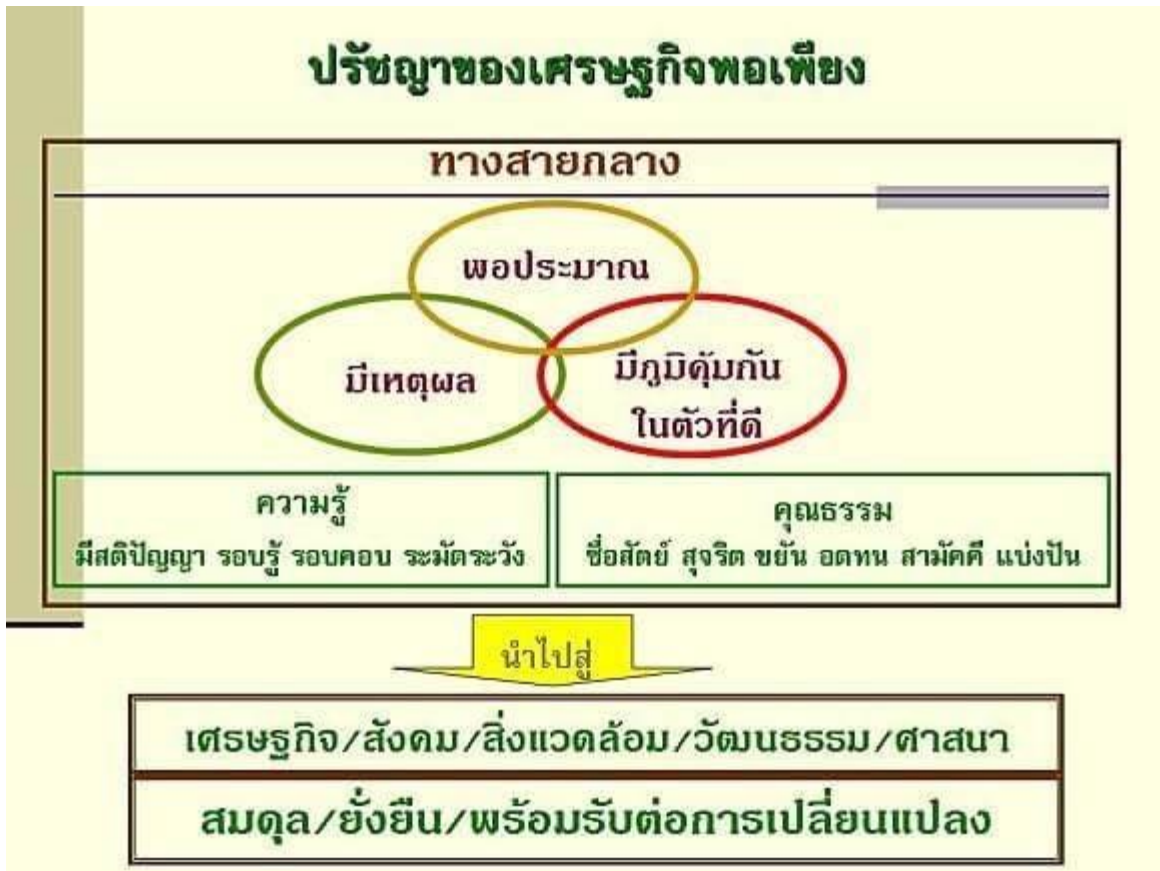 ปรัชญาของเศรษฐกิจพอเพียง
ทางสายกลาง
พอประมาณ
มีเหตุผล
มีภูมิคุ้มกัน
ในตัวที่ดี
ความรู้
มีสติปัญญา รอบรู้ รอบคอบ ระมัดระวัง
คุณธรรม
ซื่อสัตย์ สุจริต ขยัน อดทน สามัคคี แบ่งปัน
นำไปสู่
เศรษฐกิจ/สังคม/สิ่งแวดล้อม/วัฒนธรรม/ศาสนา
สมดุล/ยั่งยืน/พร้อมรับต่อการเปลี่ยนแปลง